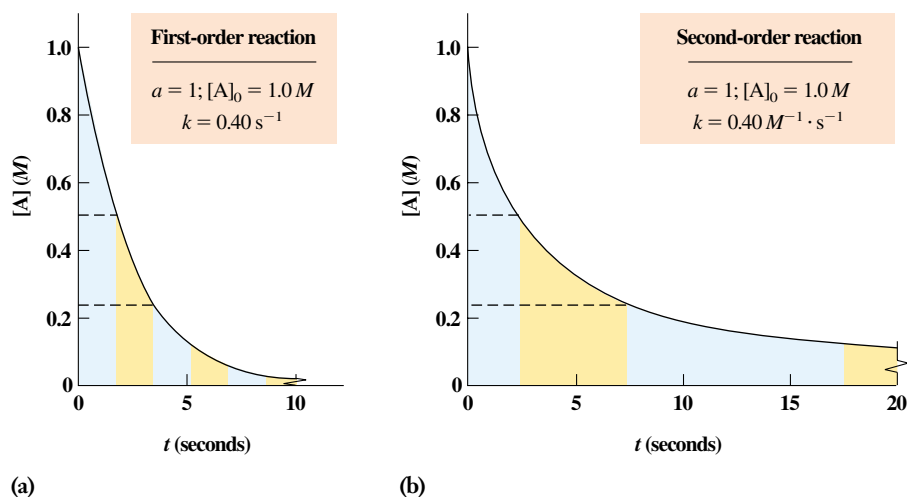 First-order reaction
a = 1; [A]₀ = 1.0 M
k = 0.40 s⁻¹
1.0
0.8
0.6
0.4
0.2
0
[A] (M)
0
5
10
t (seconds)
(a)
Second-order reaction
a = 1; [A]₀ = 1.0 M
k = 0.40 M⁻¹ · s⁻¹
1.0
0.8
0.6
0.4
0.2
0
[A] (M)
0
5
10
15
20
t (seconds)
(b)